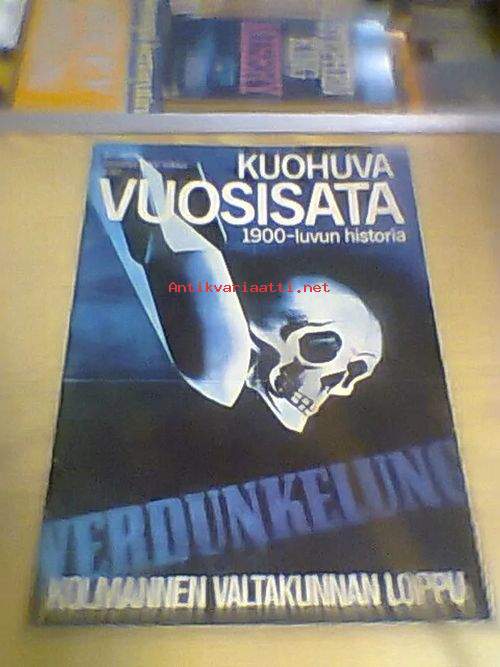 KUOHUVA
VUOSISATA
1900-luvun historia
Antikvariaatti.net
VERDUNKELUNG
KOLMANNEN VALTAKUNNAN LOPPU